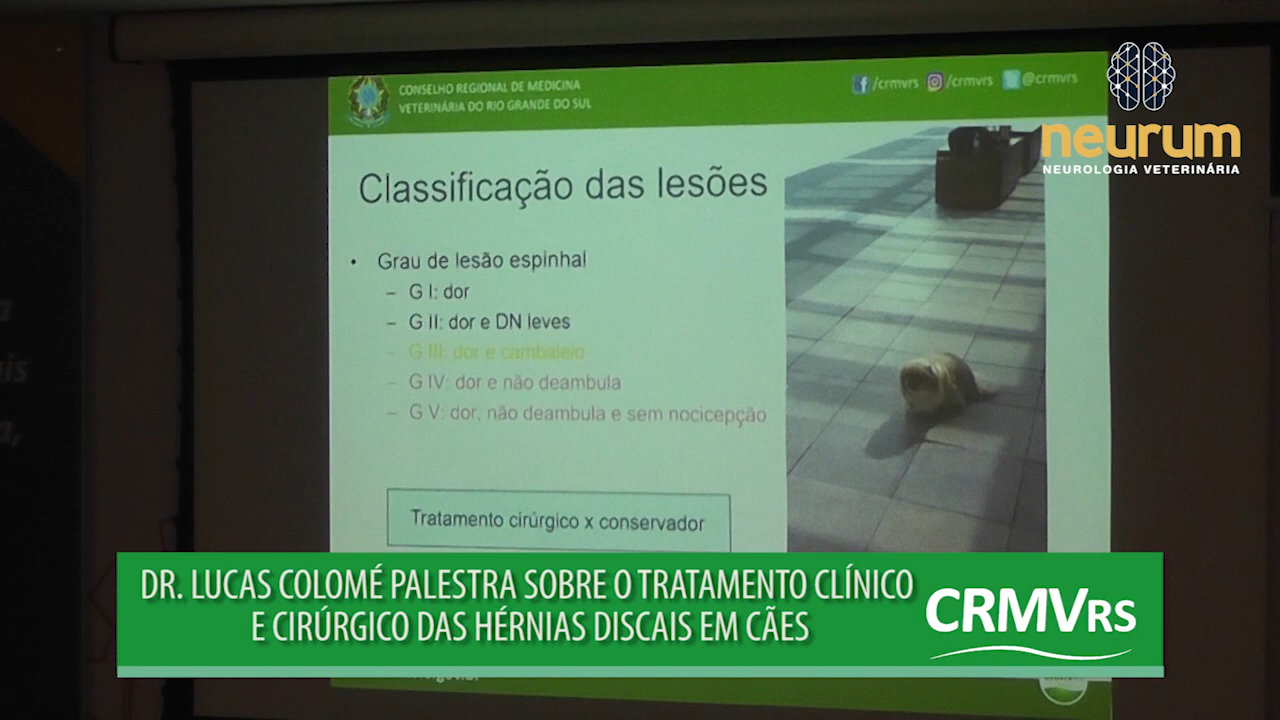 CONSELHO REGIONAL DE MEDICINA
VETERINÁRIA DO RIO GRANDE DO SUL
/crmvrs /crmvrs @crmvrs
neurum
NEUROLOGIA VETERINÁRIA
Classificação das lesões
• Grau de lesão espinhal
– G I: dor
– G II: dor e DN leves
– G III: dor e cambaleio
– G IV: dor e não deambula
– G V: dor, não deambula e sem nocicepção
Tratamento cirúrgico x conservador
DR. LUCAS COLOMÉ PALESTRA SOBRE O TRATAMENTO CLÍNICO
E CIRÚRGICO DAS HÉRNIAS DISCAIS EM CÃES
CRMVRS